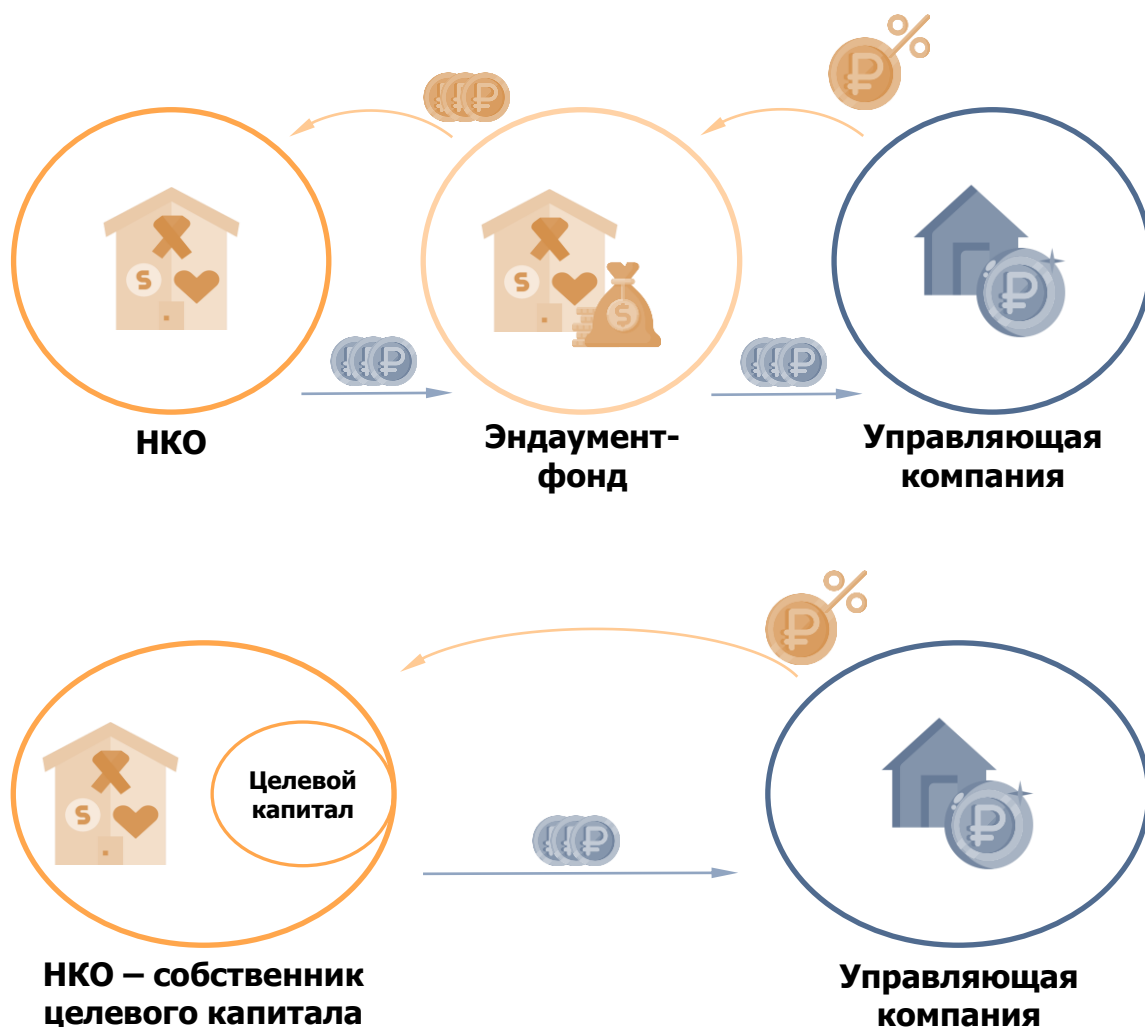 НКО
Эндаумент-
фонд
Управляющая
компания
Целевой
капитал
НКО – собственник
целевого капитала
Управляющая
компания